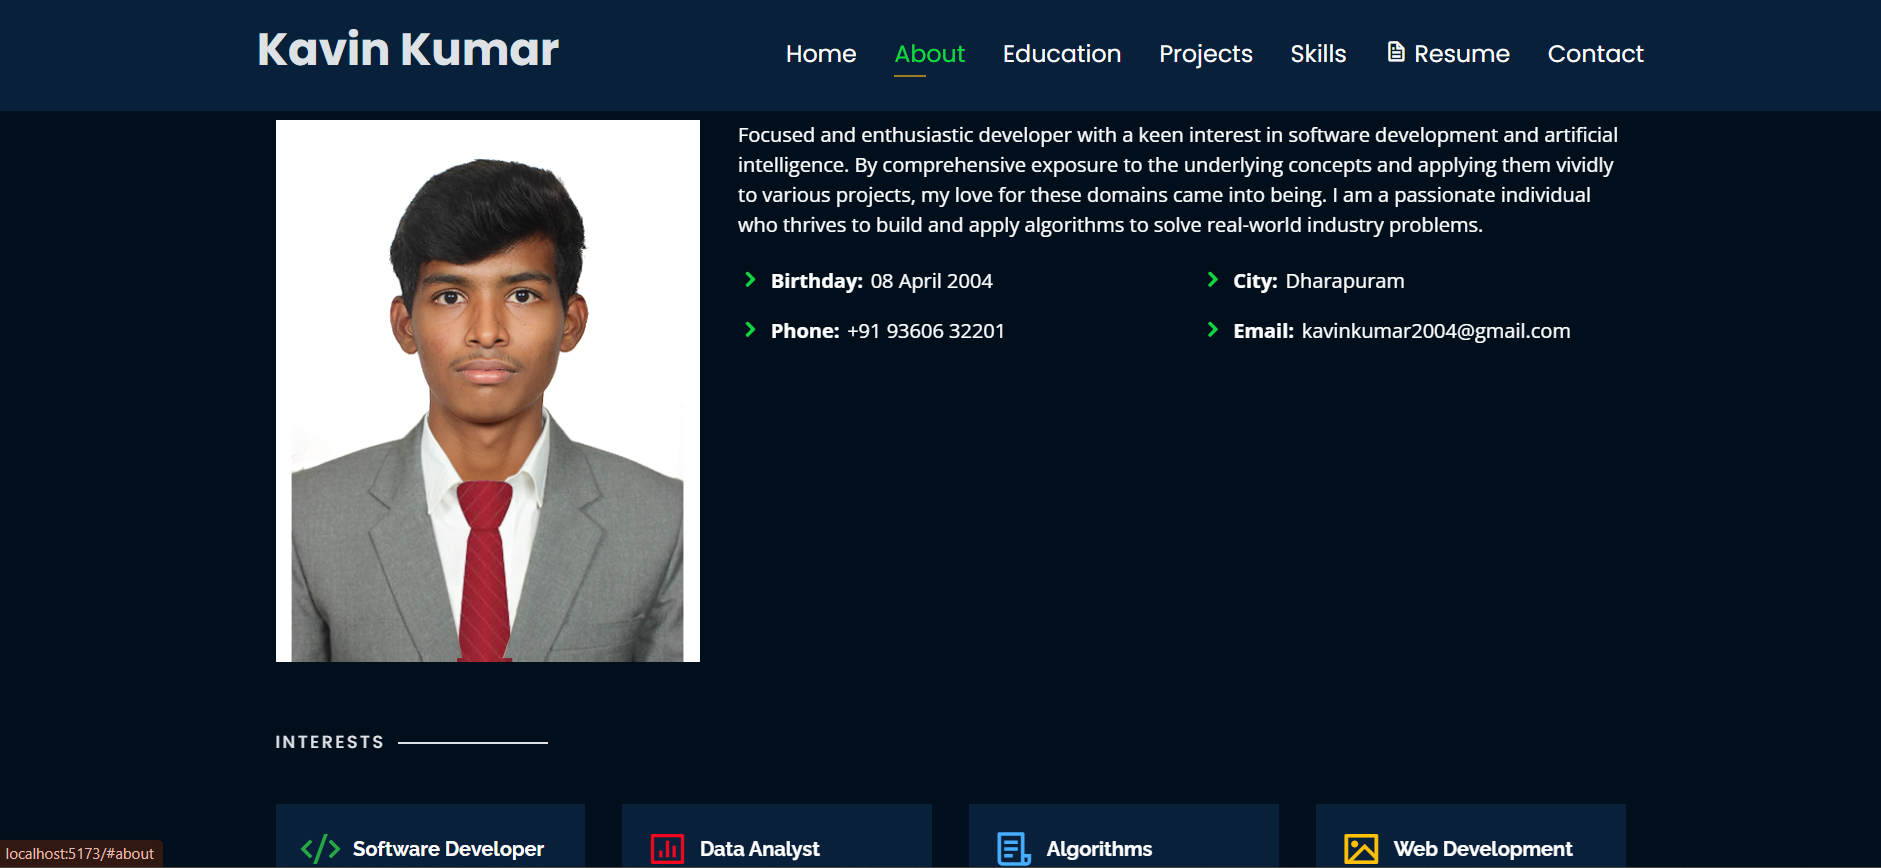 Kavin Kumar
Home About Education Projects Skills Resume Contact
Focused and enthusiastic developer with a keen interest in software development and artificial
intelligence. By comprehensive exposure to the underlying concepts and applying them vividly
to various projects, my love for these domains came into being. I am a passionate individual
who thrives to build and apply algorithms to solve real-world industry problems.
Birthday: 08 April 2004
City: Dharapuram
Phone: +91 93606 32201
Email: kavinkumar2004@gmail.com
INTERESTS
Software Developer
Data Analyst
Algorithms
Web Development
localhost:5173/#about